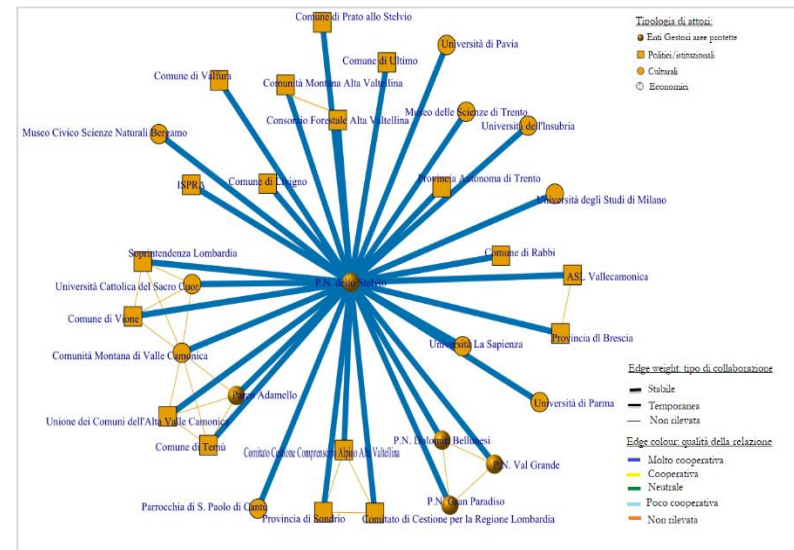 Comune di Prato allo Stelvio
Università di Pavia
Comune di Ultimo
Comune di Valfura
Comunità Montana Alta Valtellina
Consorzio Forestale Alta Valtellina
Museo delle Scienze di Trento
Università dell'Insubria
Museo Civico Scienze Naturali Bergamo
ISPRA
Comune di Livigno
Provincia Autonoma di Trento
Università degli Studi di Milano
Soprintendenza Lombardia
Comune di Rabbi
Università Cattolica del Sacro Cuor
P.N. dello Stelvio
ASL Vallecamonica
Comune di Vione
Provincia dI Brescia
Comunità Montana di Valle Camonica
Università La Sapienza
Parco Adamello
Università di Parma
Unione dei Comuni dell'Alta Valle Camonica
Comune di Temù
P.N. Dolomiti Bellunesi
Comitato Gestione Comprensorio Alpino Alta Valtellina
P.N. Val Grande
Parrocchia di S. Paolo di Cantù
Provincia di Sondrio
P.N. Gran Paradiso
Comitato di Gestione per la Regione Lombardia
Tipologia di attori:
Enti Gestori aree protette
Politici/istituzionali
Culturali
Economici
Edge weight: tipo di collaborazione
Stabile
Temporanea
Non rilevata
Edge colour: qualità della relazione
Molto cooperativa
Cooperativa
Neutrale
Poco cooperativa
Non rilevata